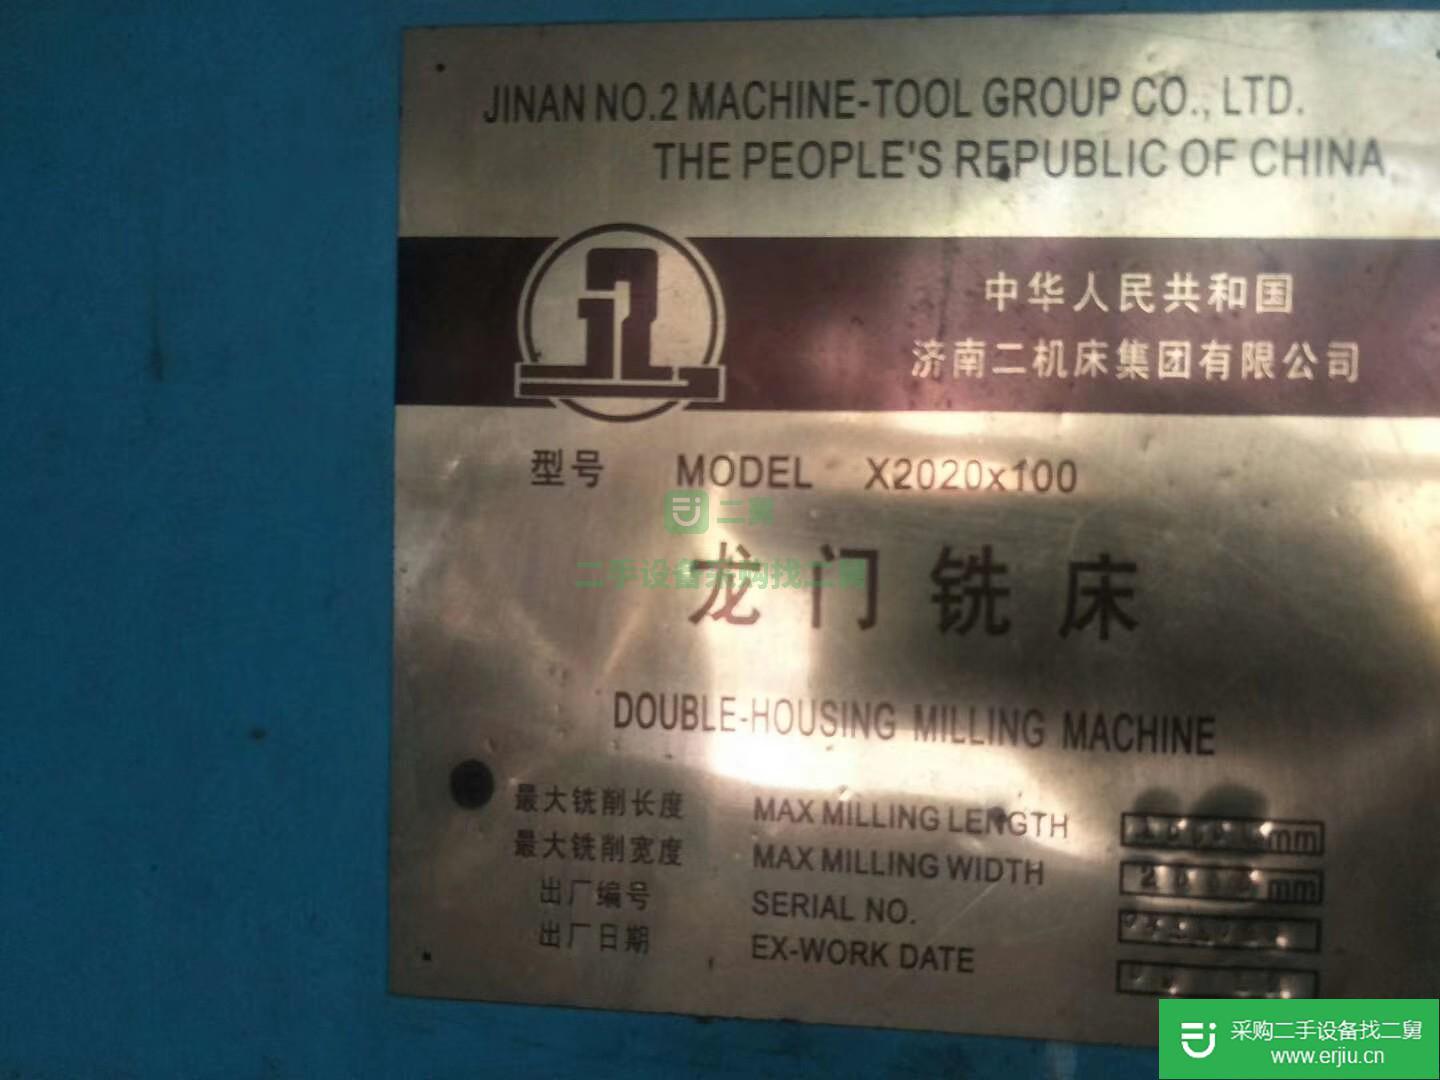 JINAN NO.2 MACHINE-TOOL GROUP CO., LTD.
THE PEOPLE'S REPUBLIC OF CHINA
中华人民共和国
济南二机床集团有限公司
型号 MODEL X2020x100
二舅
二手设备采购找二舅
龙门铣床
DOUBLE-HOUSING MILLING MACHINE
最大铣削长度 MAX MILLING LENGTH mm
最大铣削宽度 MAX MILLING WIDTH 2000 mm
出厂编号 SERIAL NO.
出厂日期 EX-WORK DATE
采购二手设备找二舅
www.erjiu.cn